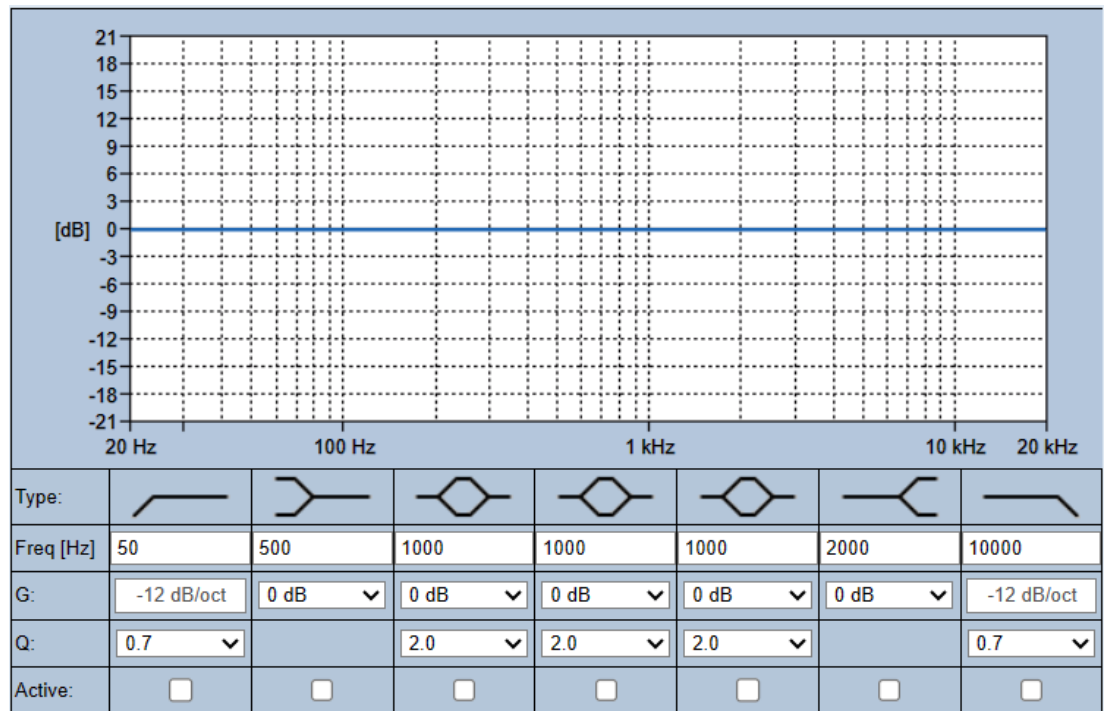 21
18
15
12
9
6
3
[dB] 0
-3
-6
-9
-12
-15
-18
-21
20 Hz 100 Hz 1 kHz 10 kHz 20 kHz
Type:
Freq [Hz] 50 500 1000 1000 1000 2000 10000
G: -12 dB/oct 0 dB 0 dB 0 dB 0 dB 0 dB -12 dB/oct
Q: 0.7 2.0 2.0 2.0 0.7
Active: